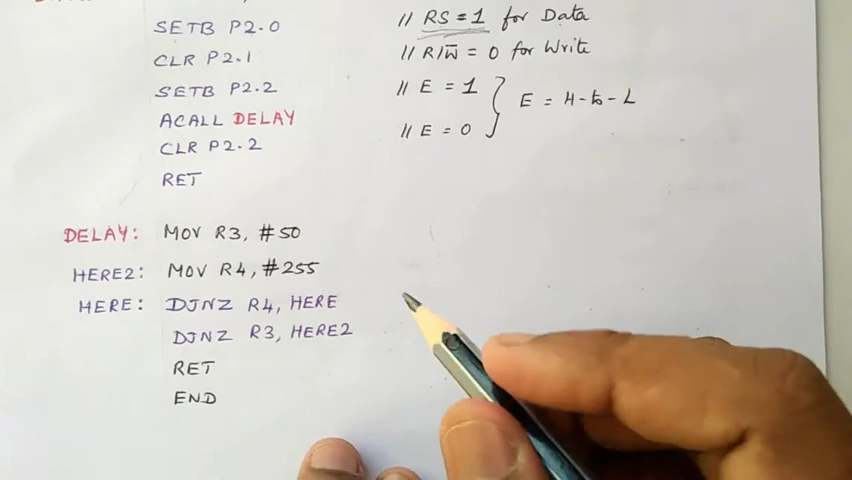 SETB P2.0 // RS = 1 for Data
CLR P2.1 // R/W̅ = 0 for Write
SETB P2.2 // E = 1
E = H-to-L
ACALL DELAY
CLR P2.2 // E = 0
RET
DELAY: MOV R3, #50
HERE2: MOV R4, #255
HERE: DJNZ R4, HERE
DJNZ R3, HERE2
RET
END